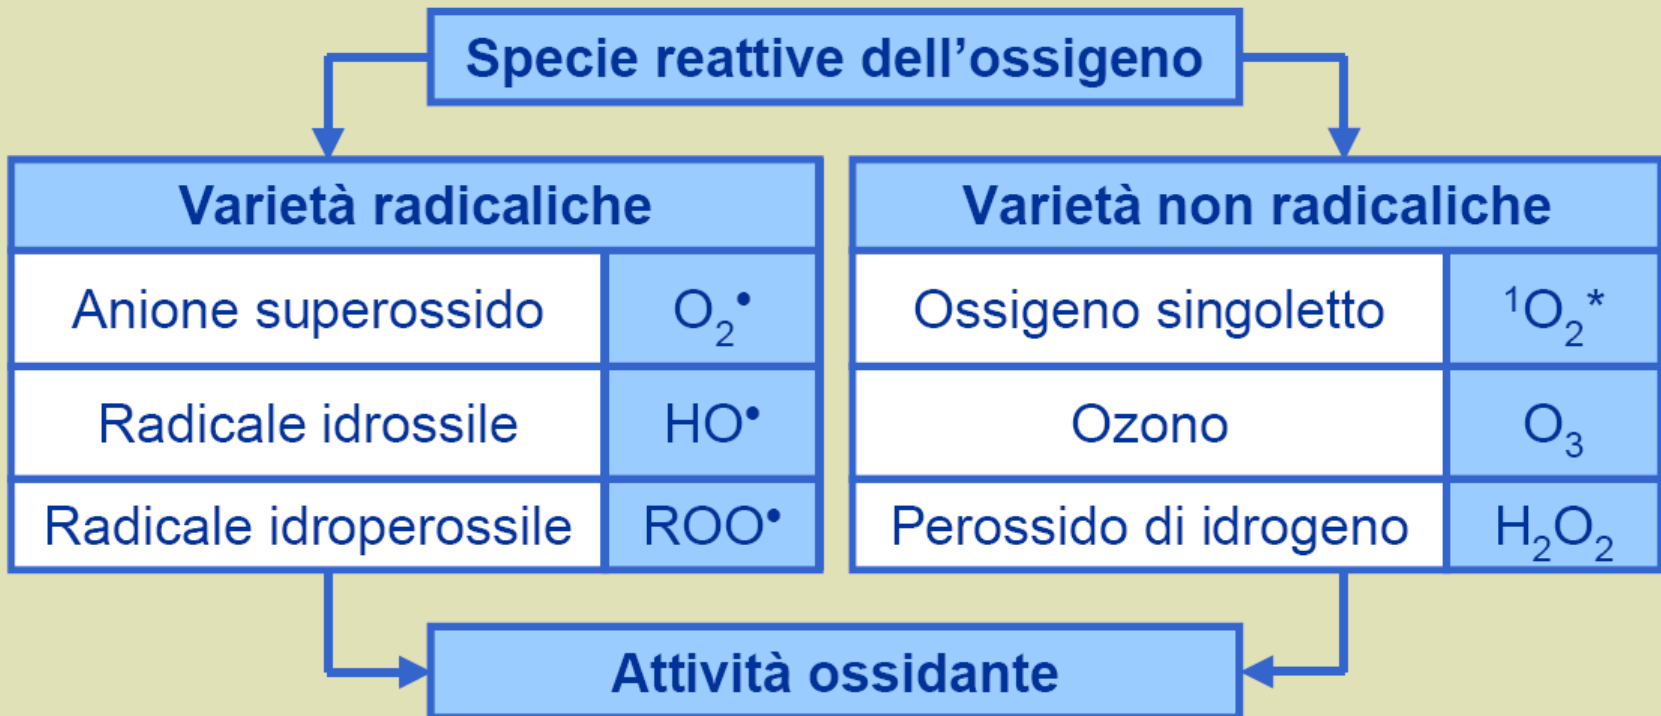 Specie reattive dell’ossigeno
Varietà radicaliche
Anione superossido O₂•
Radicale idrossile HO•
Radicale idroperossile ROO•
Varietà non radicaliche
Ossigeno singoletto ¹O₂*
Ozono O₃
Perossido di idrogeno H₂O₂
Attività ossidante